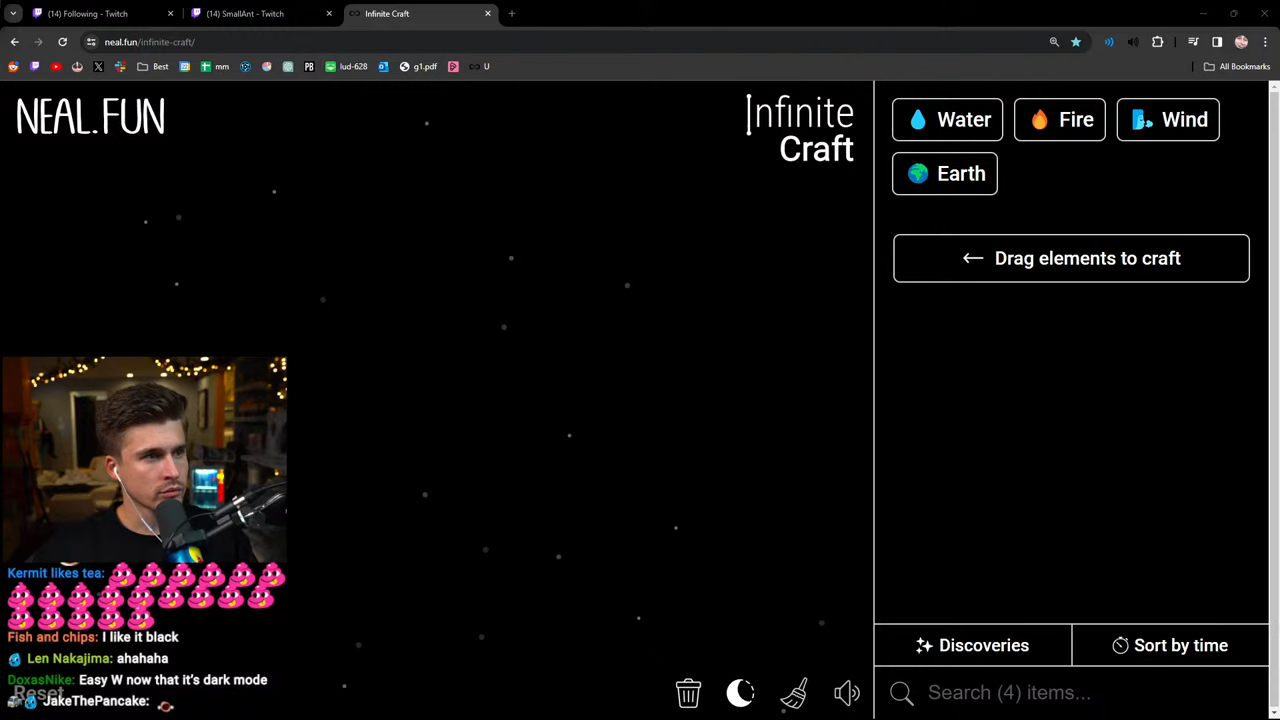 (14) Following - Twitch
(14) SmallAnt - Twitch
Infinite Craft
neal.fun/infinite-craft/
Best
mm
PB
lud-628
g1.pdf
U
All Bookmarks
NEAL.FUN
Infinite
Craft
Water
Fire
Wind
Earth
← Drag elements to craft
Kermit likes tea:
Fish and chips: I like it black
Len Nakajima: ahahaha
DoxasNike: Easy W now that it's dark mode
Reset
JakeThePancake:
Discoveries
Sort by time
Search (4) items...